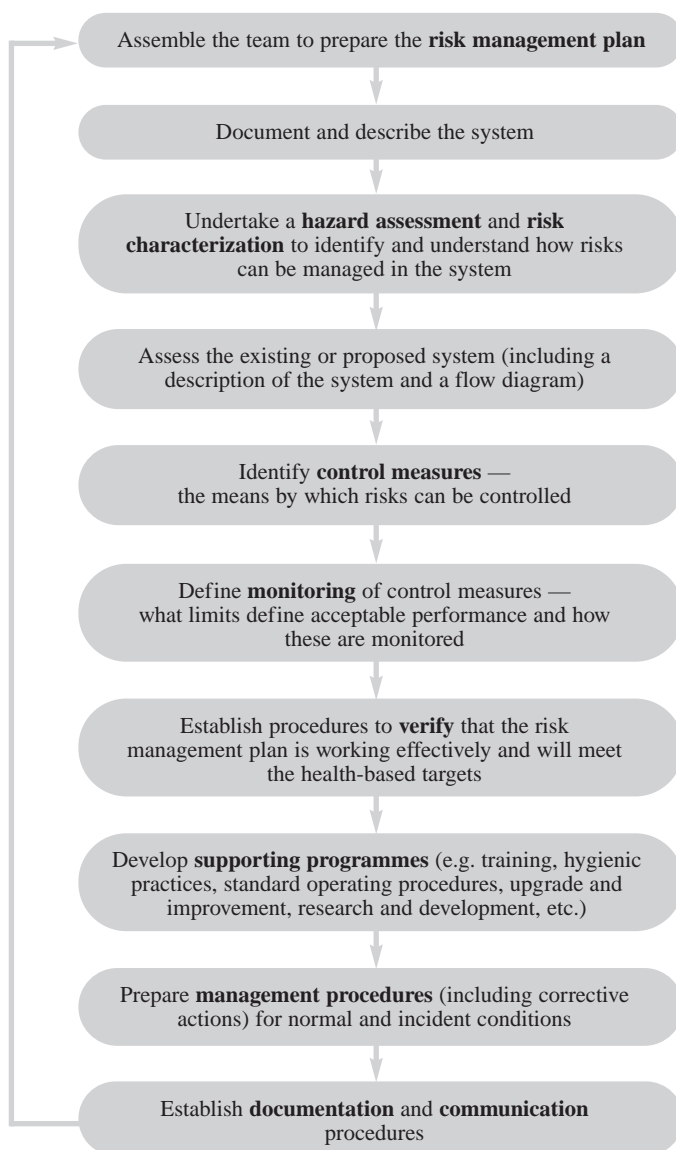 Assemble the team to prepare the risk management plan
Document and describe the system
Undertake a hazard assessment and risk
characterization to identify and understand how risks
can be managed in the system
Assess the existing or proposed system (including a
description of the system and a flow diagram)
Identify control measures —
the means by which risks can be controlled
Define monitoring of control measures —
what limits define acceptable performance and how
these are monitored
Establish procedures to verify that the risk
management plan is working effectively and will meet
the health-based targets
Develop supporting programmes (e.g. training, hygienic
practices, standard operating procedures, upgrade and
improvement, research and development, etc.)
Prepare management procedures (including corrective
actions) for normal and incident conditions
Establish documentation and communication
procedures